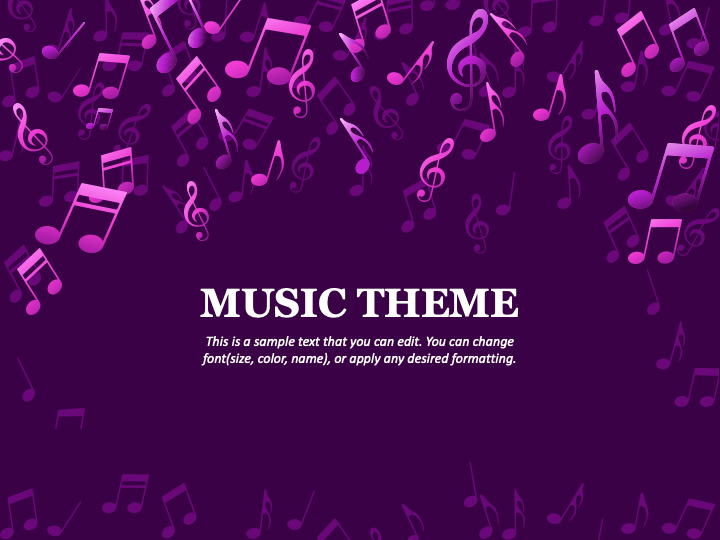 MUSIC THEME
This is a sample text that you can edit. You can change
font(size, color, name), or apply any desired formatting.